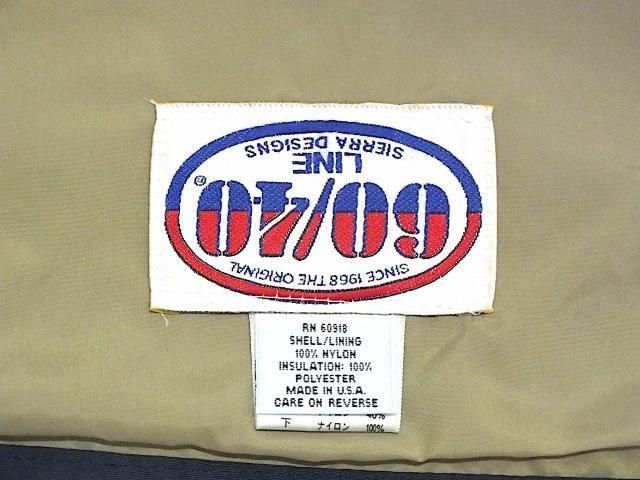 SINCE 1968 THE ORIGINAL
60/40®
LINE
SIERRA DESIGNS
RN 60918
SHELL/LINING
100% NYLON
INSULATION: 100%
POLYESTER
MADE IN U.S.A.
CARE ON REVERSE
40%
下 ナイロン 100%